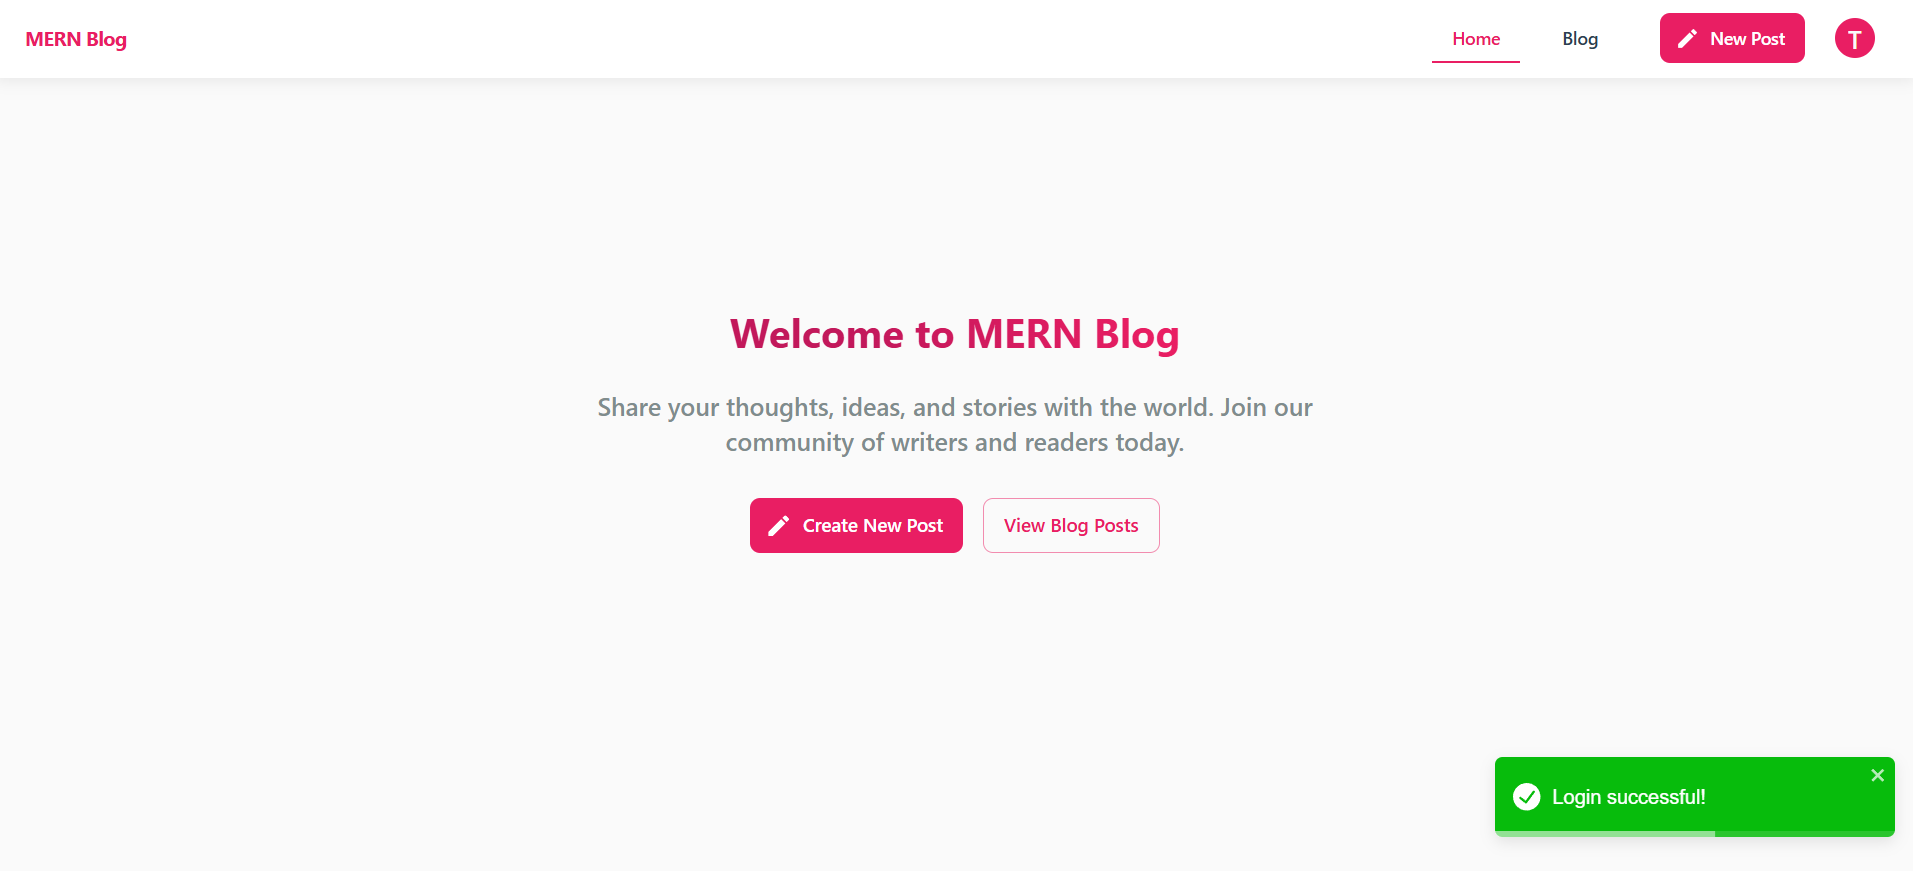 MERN Blog
Home
Blog
New Post
T
Welcome to MERN Blog
Share your thoughts, ideas, and stories with the world. Join our
community of writers and readers today.
Create New Post
View Blog Posts
Login successful!